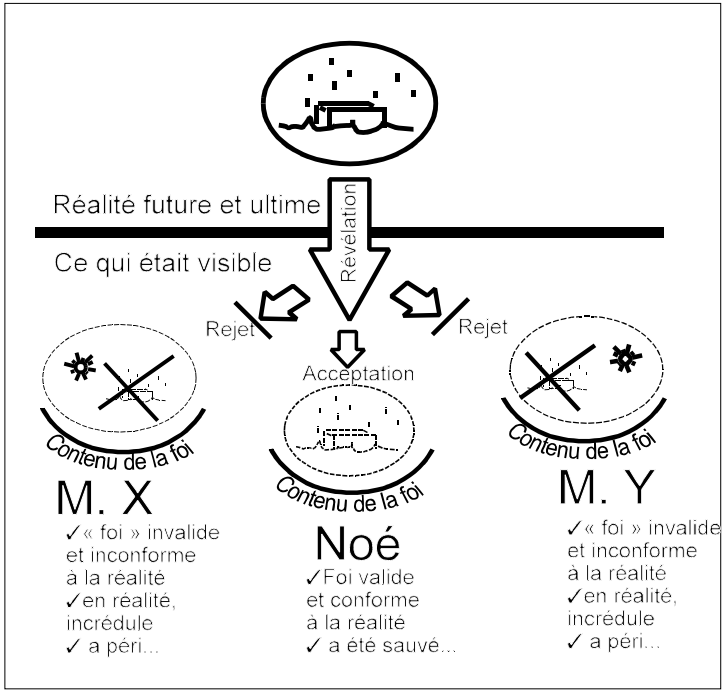 Réalité future et ultime
Révélation
Ce qui était visible
Rejet
Rejet
Acceptation
Contenu de la foi
M. X
✓« foi » invalide
et inconforme
à la réalité
✓en réalité,
incrédule
✓ a péri...
Contenu de la foi
Noé
✓Foi valide
et conforme
à la réalité
✓ a été sauvé...
Contenu de la foi
M. Y
✓« foi » invalide
et inconforme
à la réalité
✓en réalité,
incrédule
✓ a péri...